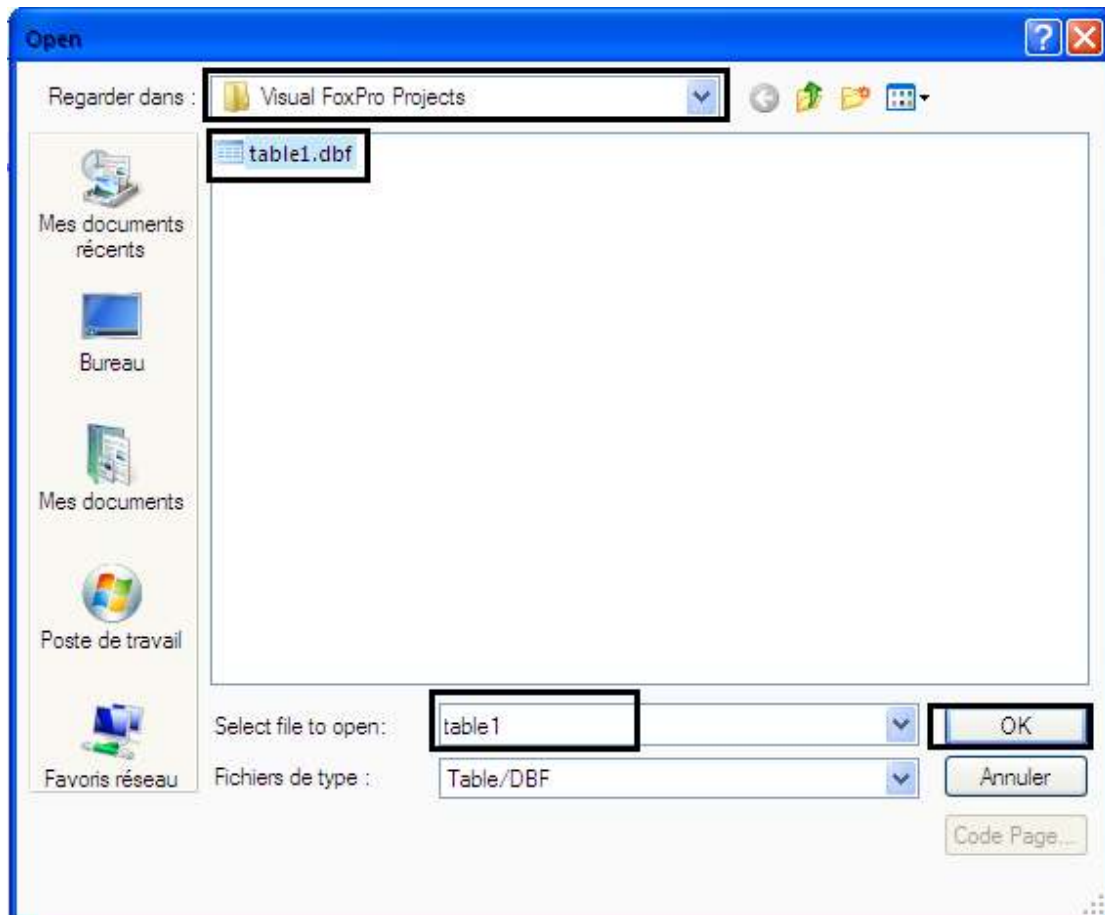 Open
Regarder dans :
Visual FoxPro Projects
table1.dbf
Mes documents
récents
Bureau
Mes documents
Poste de travail
Favoris réseau
Select file to open:
table1
OK
Fichiers de type :
Table/DBF
Annuler
Code Page...